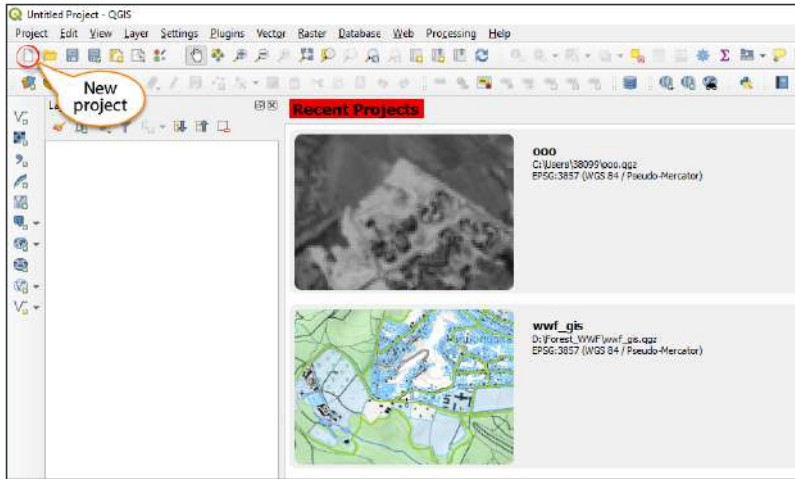 Untitled Project - QGIS
Project Edit View Layer Settings Plugins Vector Raster Database Web Processing Help
New
project
Recent Projects
ooo
C:\Users\38099\ooo.qgz
EPSG:3857 (WGS 84 / Pseudo-Mercator)
wwf_gis
D:\Forest_WWF\wwf_gis.qgz
EPSG:3857 (WGS 84 / Pseudo-Mercator)